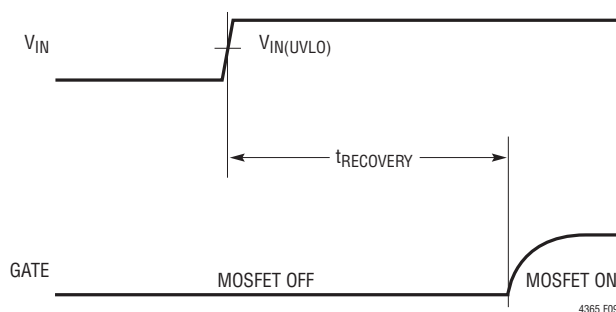 VIN
VIN(UVLO)
tRECOVERY
GATE
MOSFET OFF
MOSFET ON
4365 F09